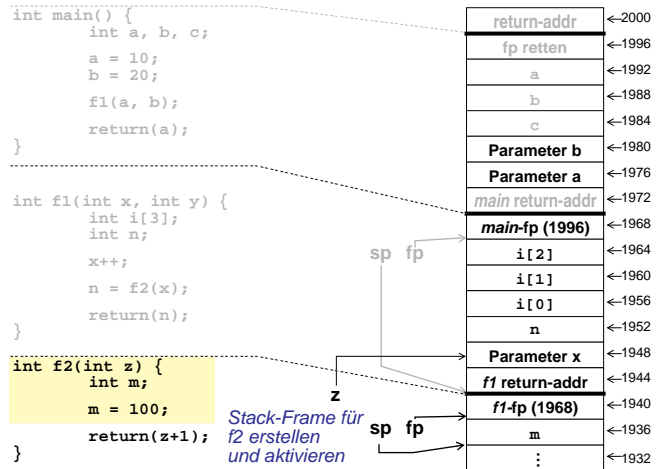 int main() {
int a, b, c;
a = 10;
b = 20;
f1(a, b);
return(a);
}
int f1(int x, int y) {
int i[3];
int n;
x++;
n = f2(x);
return(n);
}
int f2(int z) {
int m;
m = 100;
return(z+1);
}
Stack-Frame für
f2 erstellen
und aktivieren
sp fp
z
sp fp
return-addr 2000
fp retten 1996
a 1992
b 1988
c 1984
Parameter b 1980
Parameter a 1976
main return-addr 1972
main-fp (1996) 1968
i[2] 1964
i[1] 1960
i[0] 1956
n 1952
Parameter x 1948
f1 return-addr 1944
f1-fp (1968) 1940
m 1936
⋮ 1932